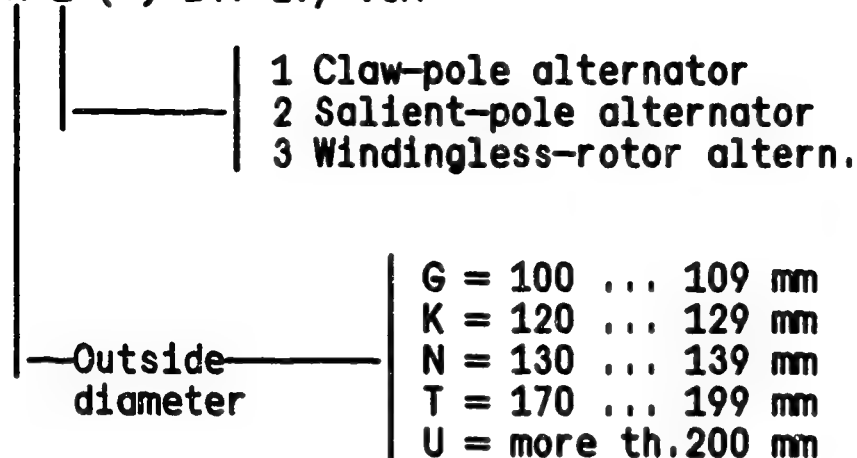 1 Claw-pole alternator
2 Salient-pole alternator
3 Windingless-rotor altern.
G = 100 ... 109 mm
K = 120 ... 129 mm
Outside
N = 130 ... 139 mm
diameter
T = 170 ... 199 mm
U = more th.200 mm